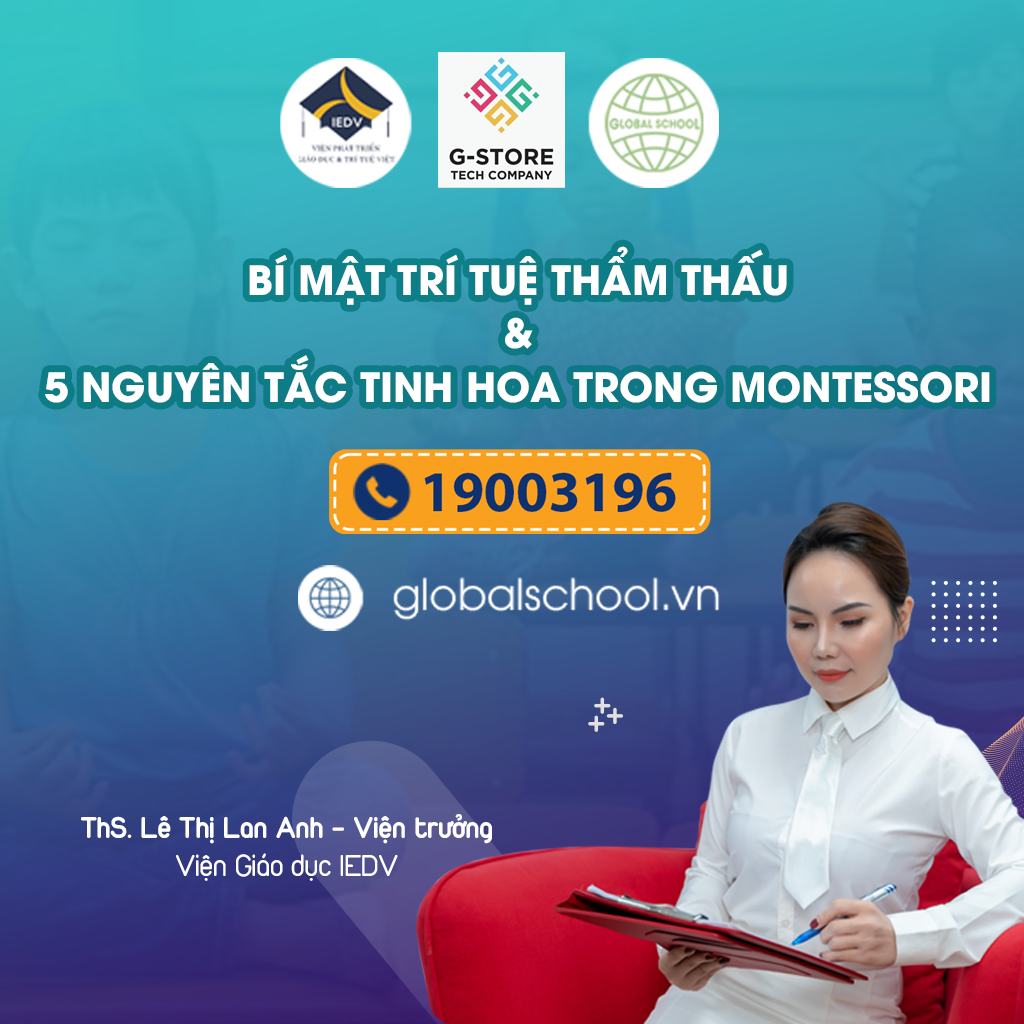 IEDV
VIỆN PHÁT TRIỂN
GIÁO DỤC & TRÍ TUỆ VIỆT
G-STORE
TECH COMPANY
GLOBAL SCHOOL
BÍ MẬT TRÍ TUỆ THẨM THẤU
&
5 NGUYÊN TẮC TINH HOA TRONG MONTESSORI
19003196
globalschool.vn
ThS. Lê Thị Lan Anh - Viện trưởng
Viện Giáo dục IEDV